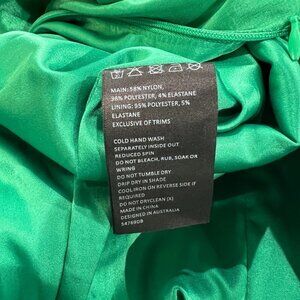 MAIN: 58% NYLON,
38% POLYESTER, 4% ELASTANE
LINING: 95% POLYESTER, 5%
ELASTANE
EXCLUSIVE OF TRIMS
COLD HAND WASH
SEPARATELY INSIDE OUT
REDUCED SPIN
DO NOT BLEACH, RUB, SOAK OR
WRING
DO NOT TUMBLE DRY
DRIP DRY IN SHADE
COOL IRON ON REVERSE SIDE IF
REQUIRED
DO NOT DRYCLEAN (X)
MADE IN CHINA
DESIGNED IN AUSTRALIA